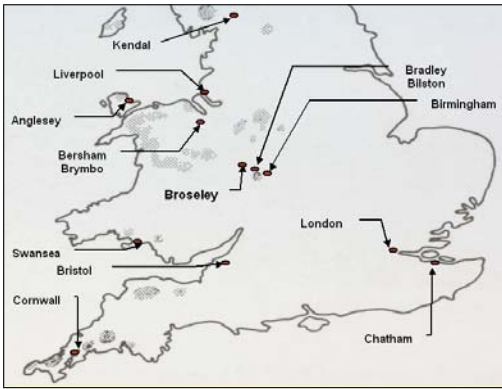 Kendal
Liverpool
Bradley
Bilston
Anglesey
Birmingham
Bersham
Brymbo
Broseley
London
Swansea
Bristol
Cornwall
Chatham